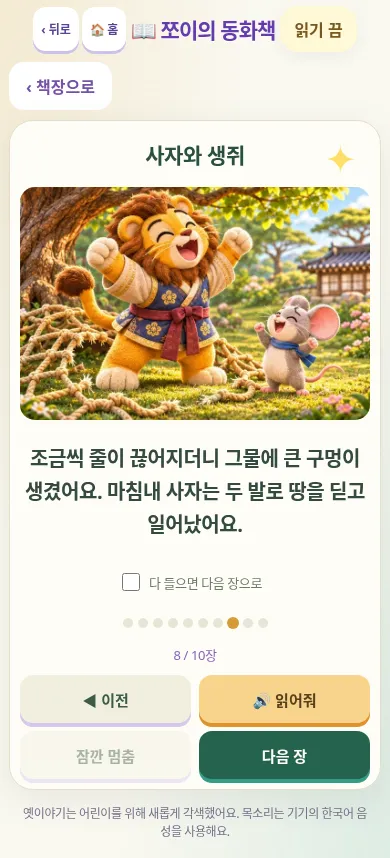 ‹ 뒤로
🏠 홈
📖 쪼이의 동화책
읽기 끝
‹ 책장으로
사자와 생쥐
조금씩 줄이 끊어지더니 그물에 큰 구멍이
생겼어요. 마침내 사자는 두 발로 땅을 딛고
일어났어요.
다 들으면 다음 장으로
8 / 10장
◀ 이전
🔊 읽어줘
잠깐 멈춤
다음 장
옛이야기는 어린이를 위해 새롭게 각색했어요. 목소리는 기기의 한국어 음
성을 사용해요.